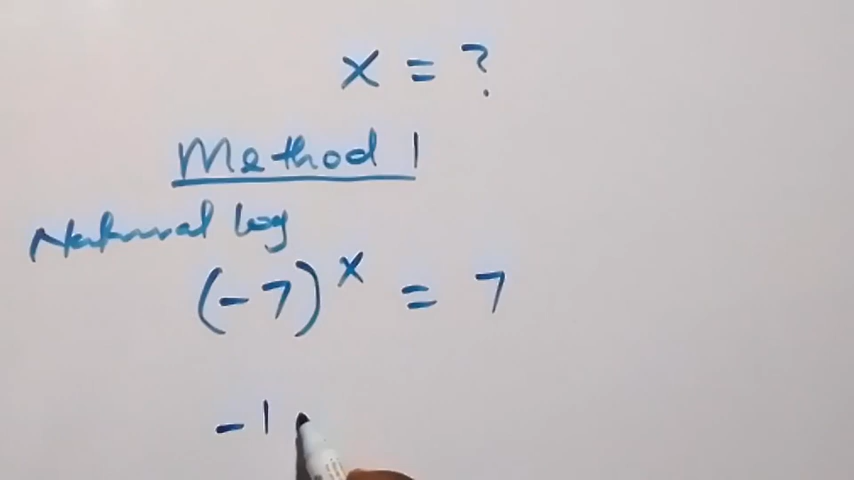 x = ?
Method 1
Natural log
(-7)^x = 7
-1